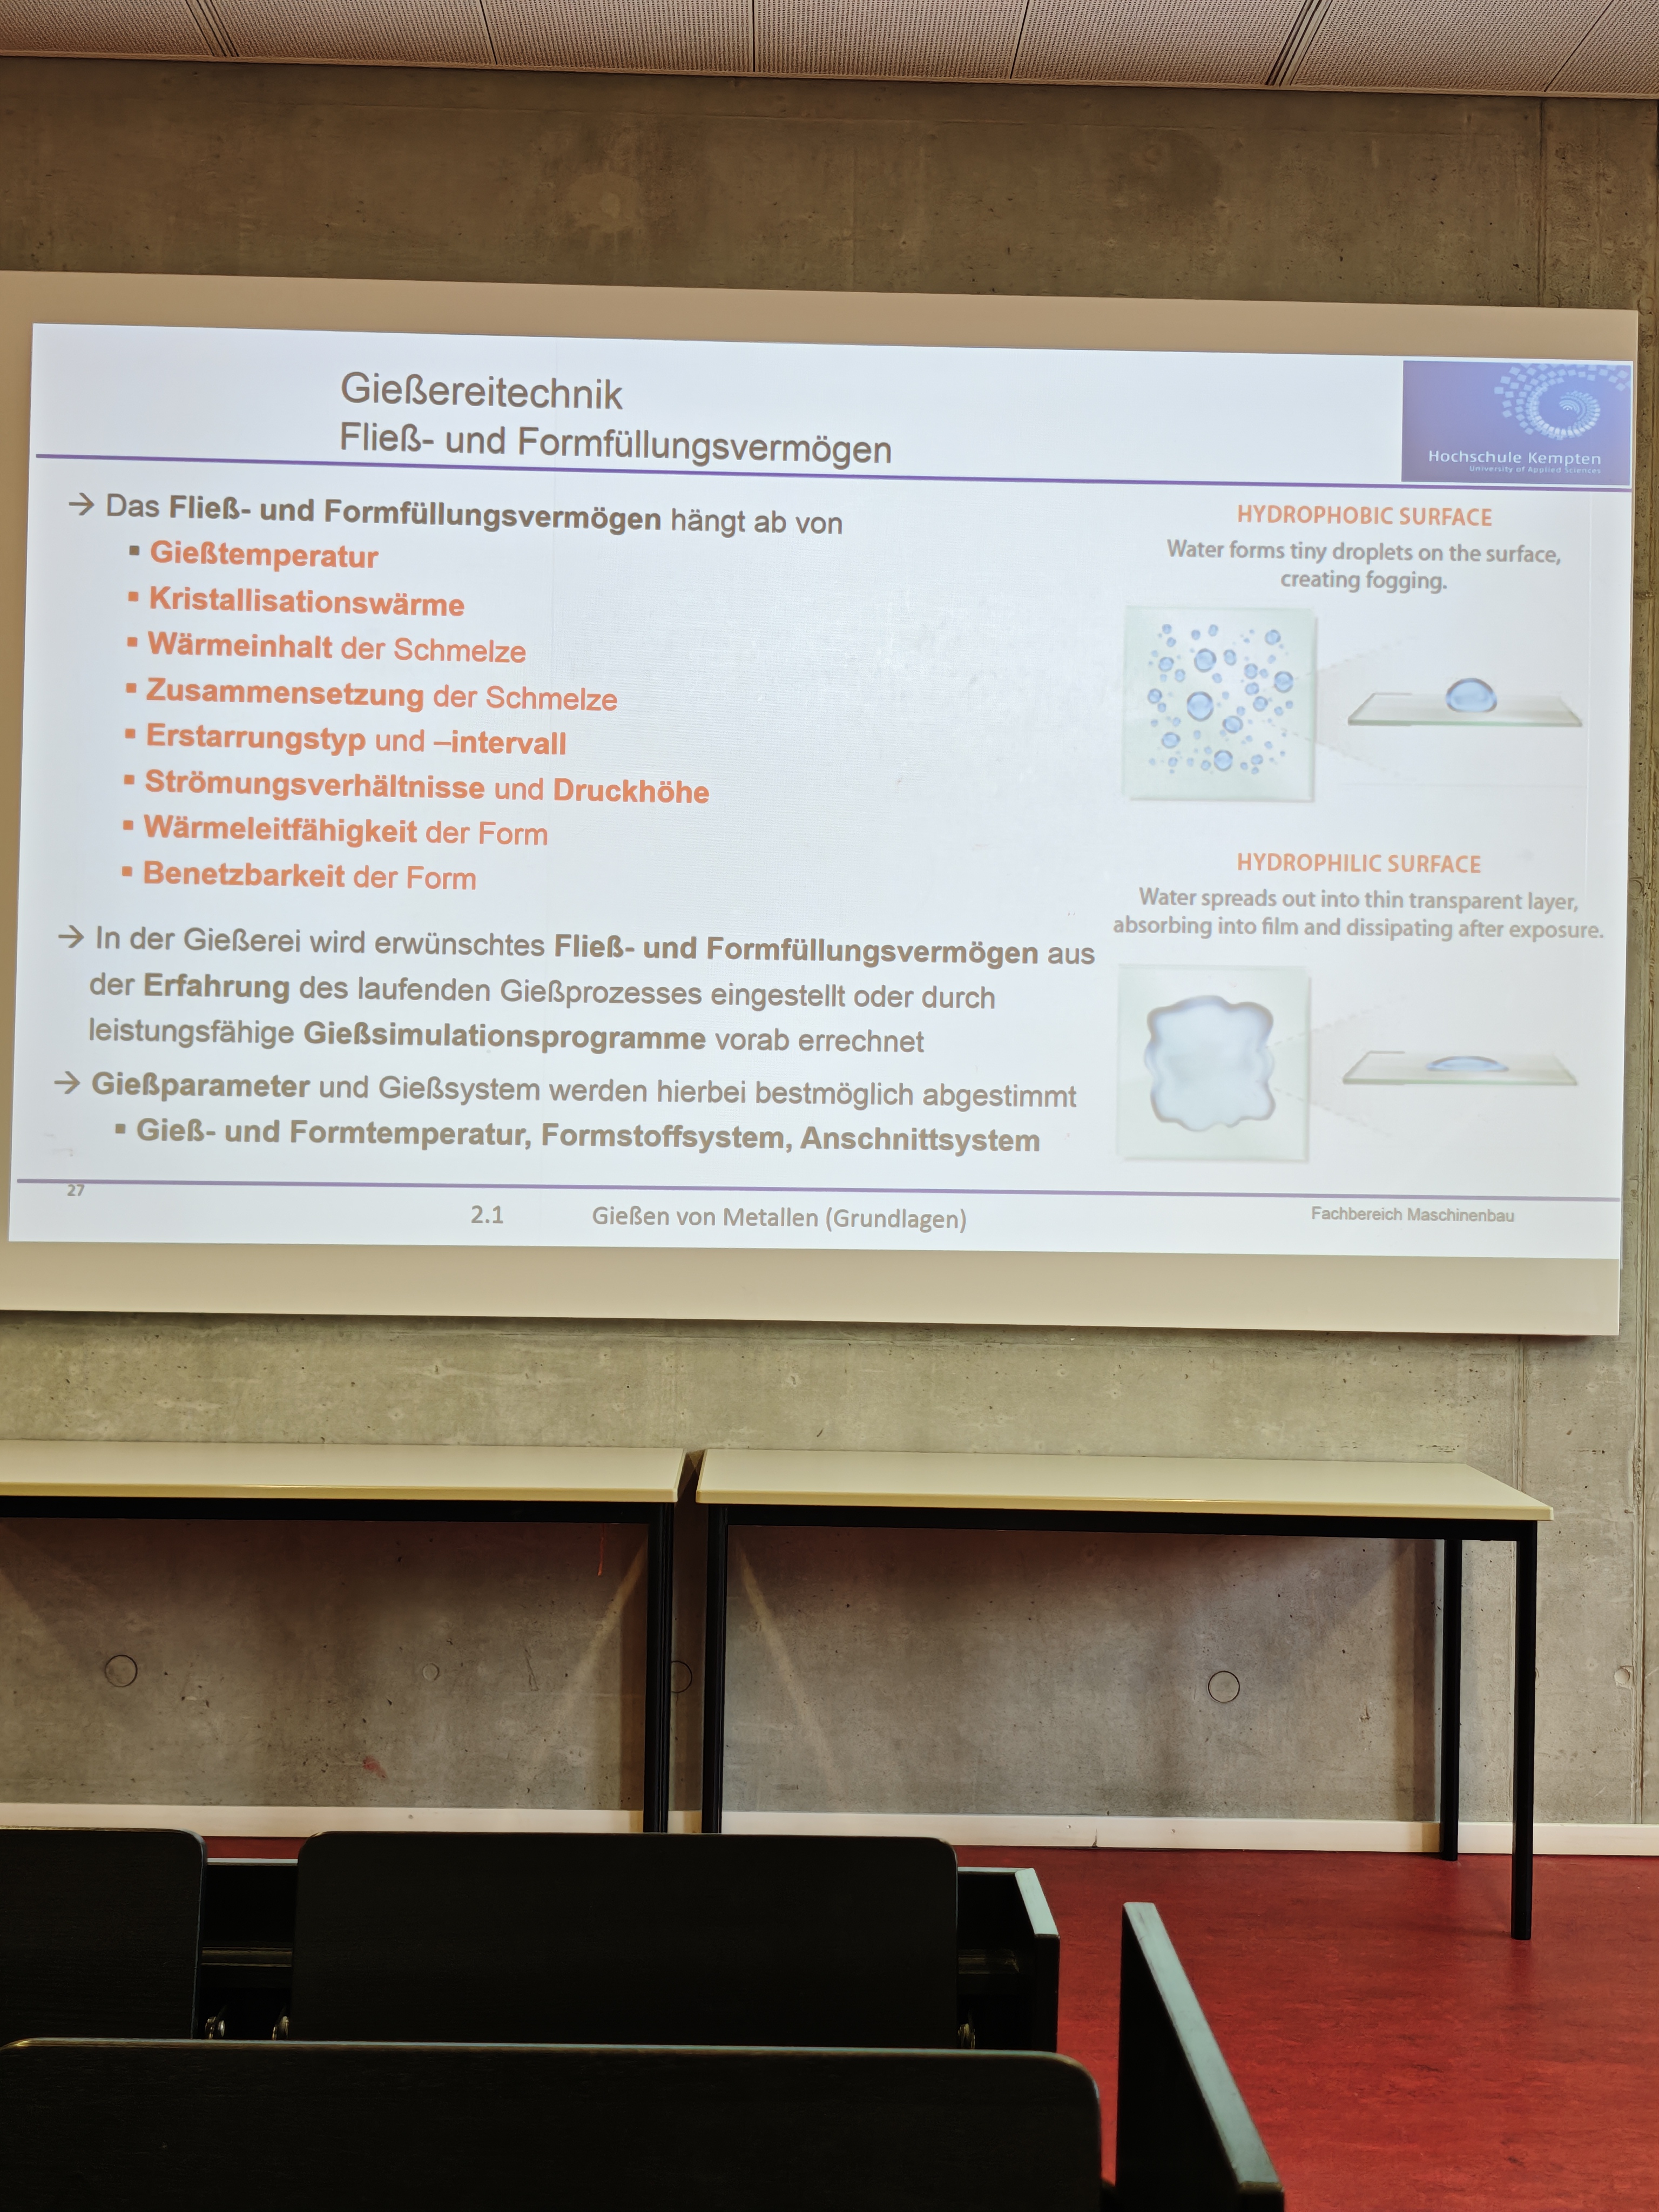 Gießereitechnik
Fließ- und Formfüllungsvermögen
Hochschule Kempten
University of Applied Sciences
→ Das Fließ- und Formfüllungsvermögen hängt ab von
▪ Gießtemperatur
▪ Kristallisationswärme
▪ Wärmeinhalt der Schmelze
▪ Zusammensetzung der Schmelze
▪ Erstarrungstyp und –intervall
▪ Strömungsverhältnisse und Druckhöhe
▪ Wärmeleitfähigkeit der Form
▪ Benetzbarkeit der Form
→ In der Gießerei wird erwünschtes Fließ- und Formfüllungsvermögen aus
der Erfahrung des laufenden Gießprozesses eingestellt oder durch
leistungsfähige Gießsimulationsprogramme vorab errechnet
→ Gießparameter und Gießsystem werden hierbei bestmöglich abgestimmt
▪ Gieß- und Formtemperatur, Formstoffsystem, Anschnittsystem
HYDROPHOBIC SURFACE
Water forms tiny droplets on the surface,
creating fogging.
HYDROPHILIC SURFACE
Water spreads out into thin transparent layer,
absorbing into film and dissipating after exposure.
27
2.1 Gießen von Metallen (Grundlagen)
Fachbereich Maschinenbau